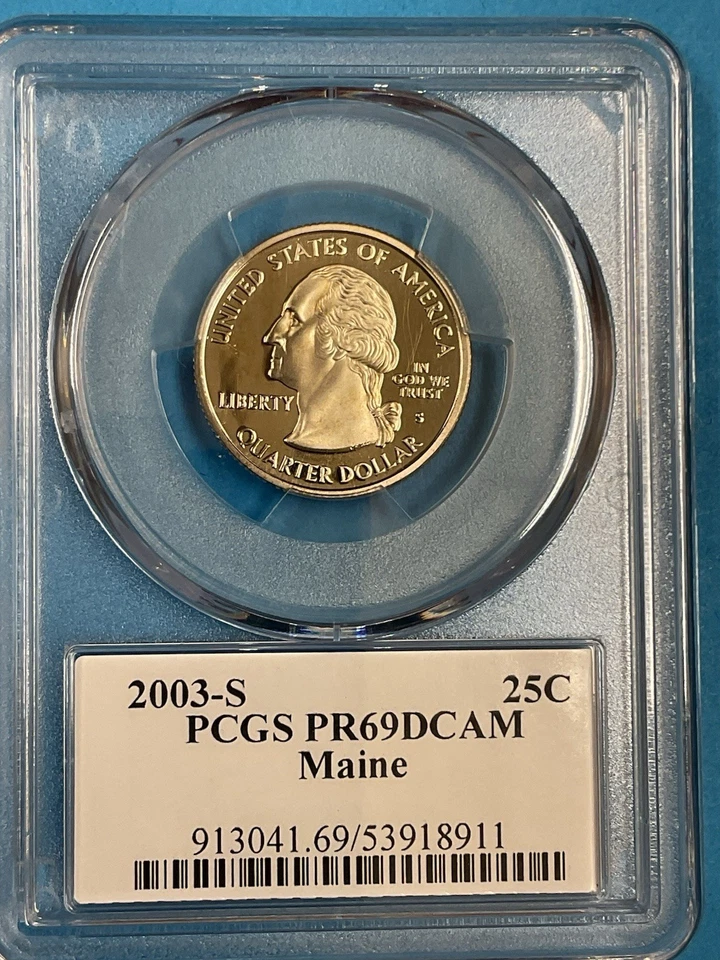 UNITED STATES OF AMERICA
IN
GOD WE
TRUST
LIBERTY
S
QUARTER DOLLAR
2003-S 25C
PCGS PR69DCAM
Maine
913041.69/53918911